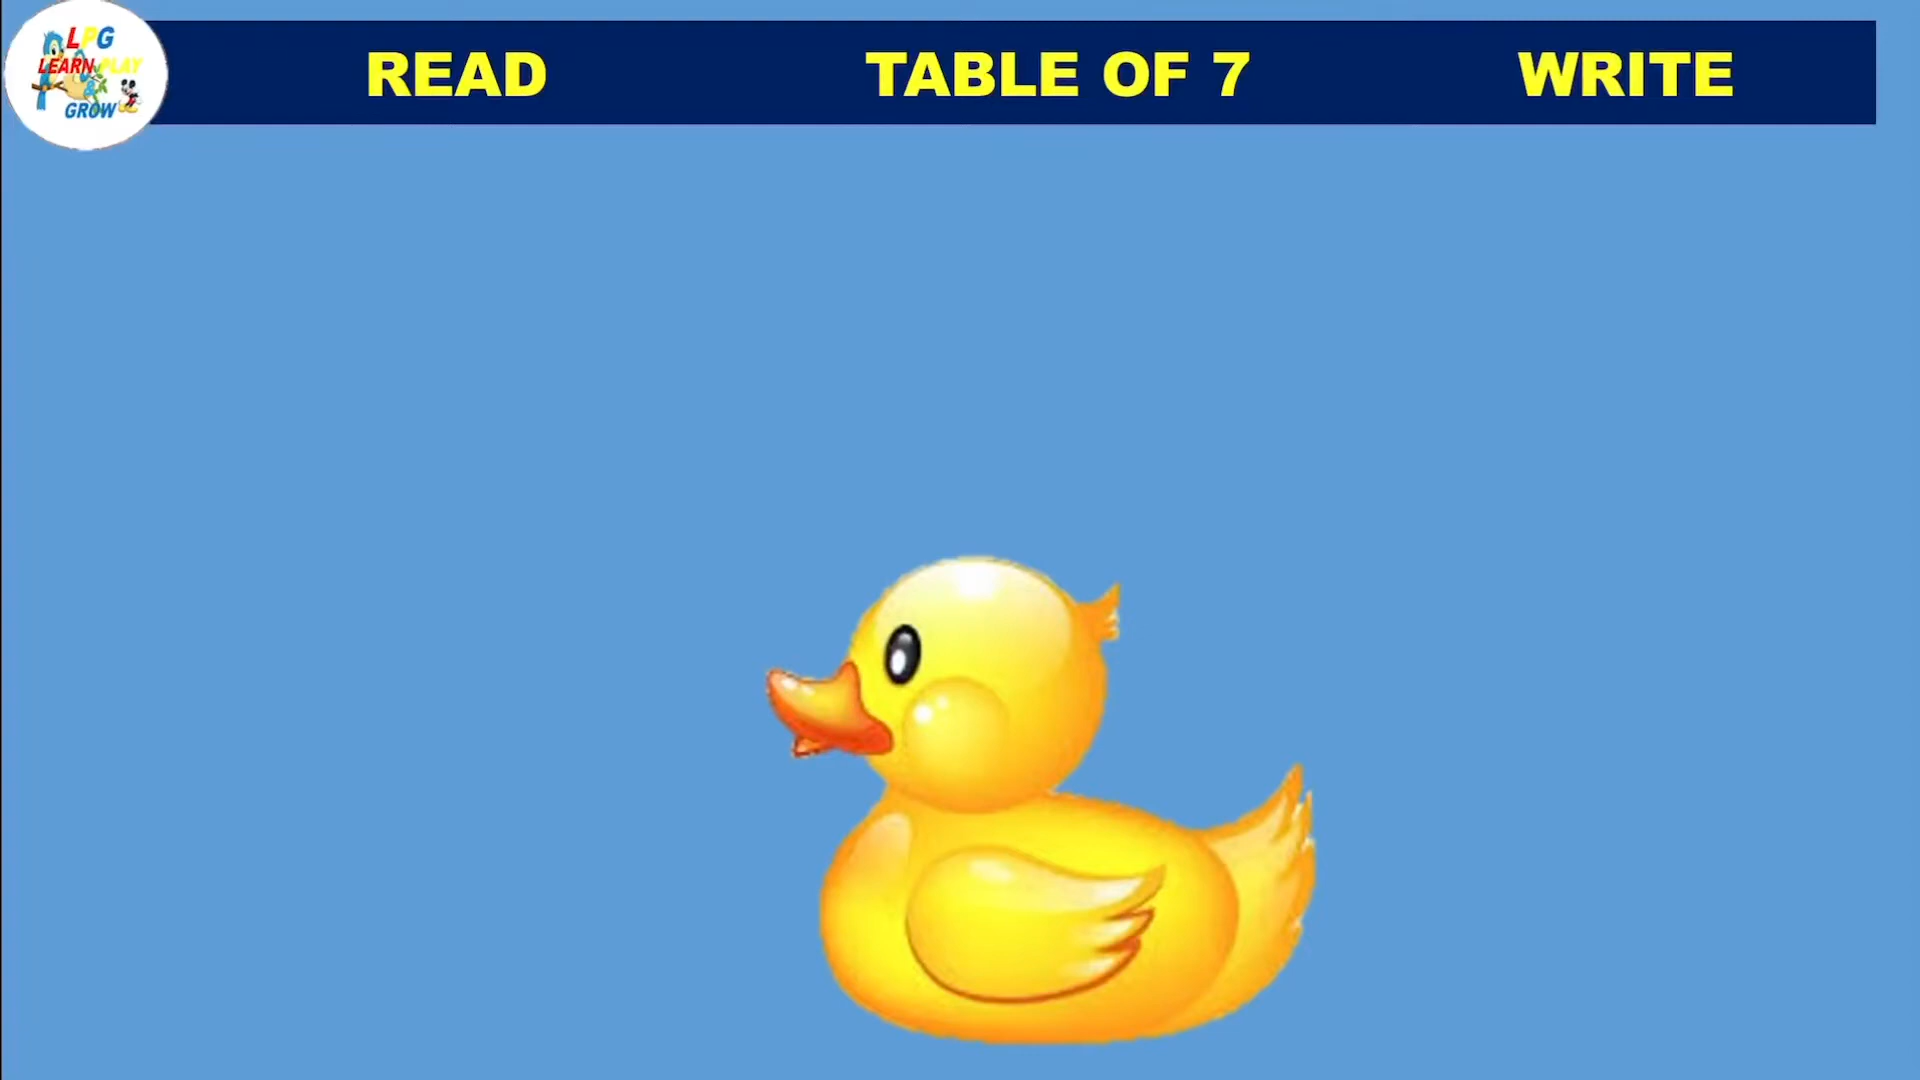 LPG
LEARN PLAY
&
GROW
READ TABLE OF 7 WRITE